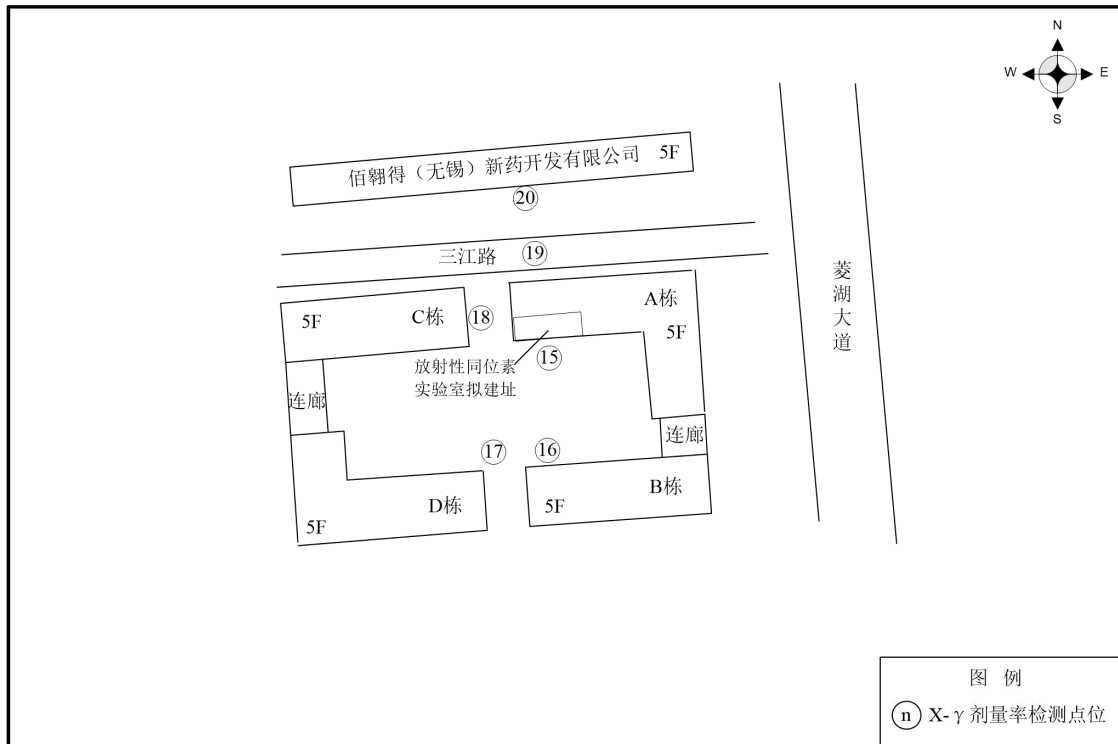 N
W
E
S
佰翱得（无锡）新药开发有限公司 5F
20
三江路 19
菱湖大道
A栋
5F
C栋
5F
18
15
放射性同位素
实验室拟建址
连廊
连廊
17
16
B栋
5F
D栋
5F
图 例
n X-γ剂量率检测点位